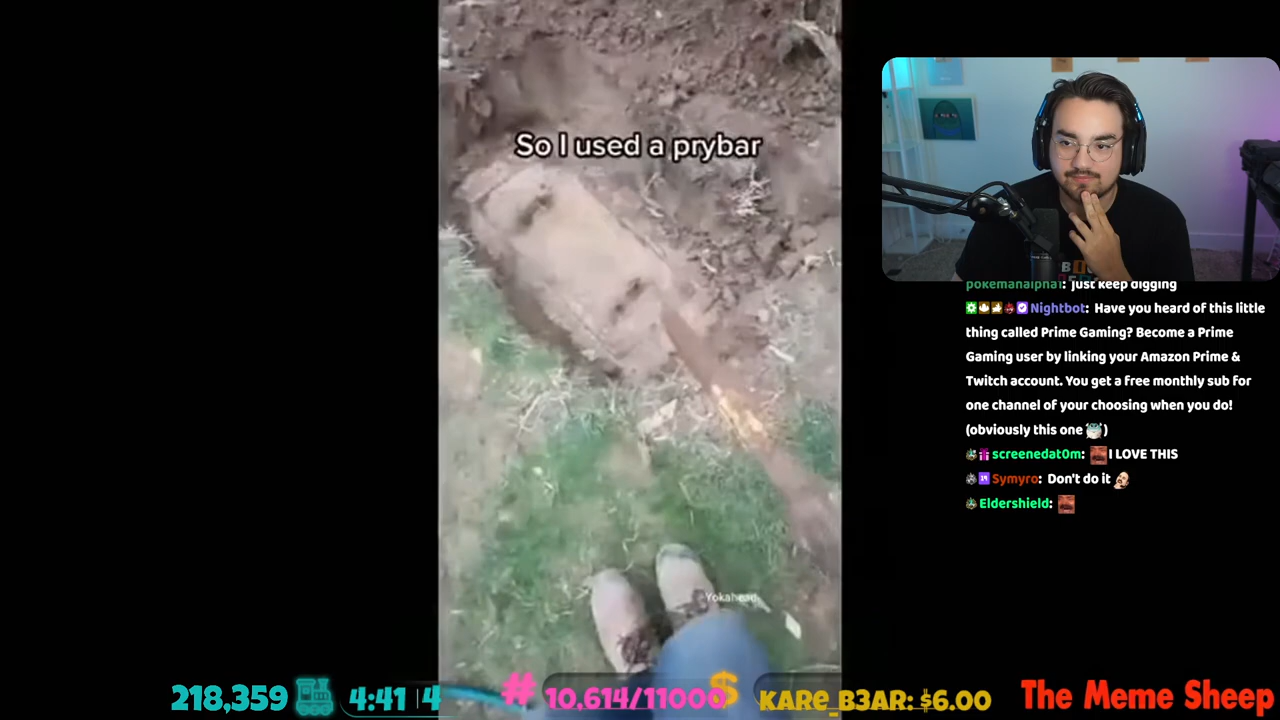 So I used a prybar
pokemanalpha1: just keep digging
Nightbot: Have you heard of this little
thing called Prime Gaming? Become a Prime
Gaming user by linking your Amazon Prime &
Twitch account. You get a free monthly sub for
one channel of your choosing when you do!
(obviously this one )
screenedat0m: I LOVE THIS
Symyro: Don't do it
Eldershield:
Yokahead
218,359
4:41
4
# 10,614/11000
$ KARe_B3AR: $6.00
The Meme Sheep